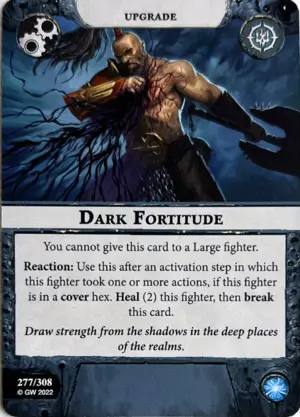 UPGRADE
DARK FORTITUDE
You cannot give this card to a Large fighter.
Reaction: Use this after an activation step in which
this fighter took one or more actions, if this fighter
is in a cover hex. Heal (2) this fighter, then break
this card.
Draw strength from the shadows in the deep places
of the realms.
277/308
© GW 2022